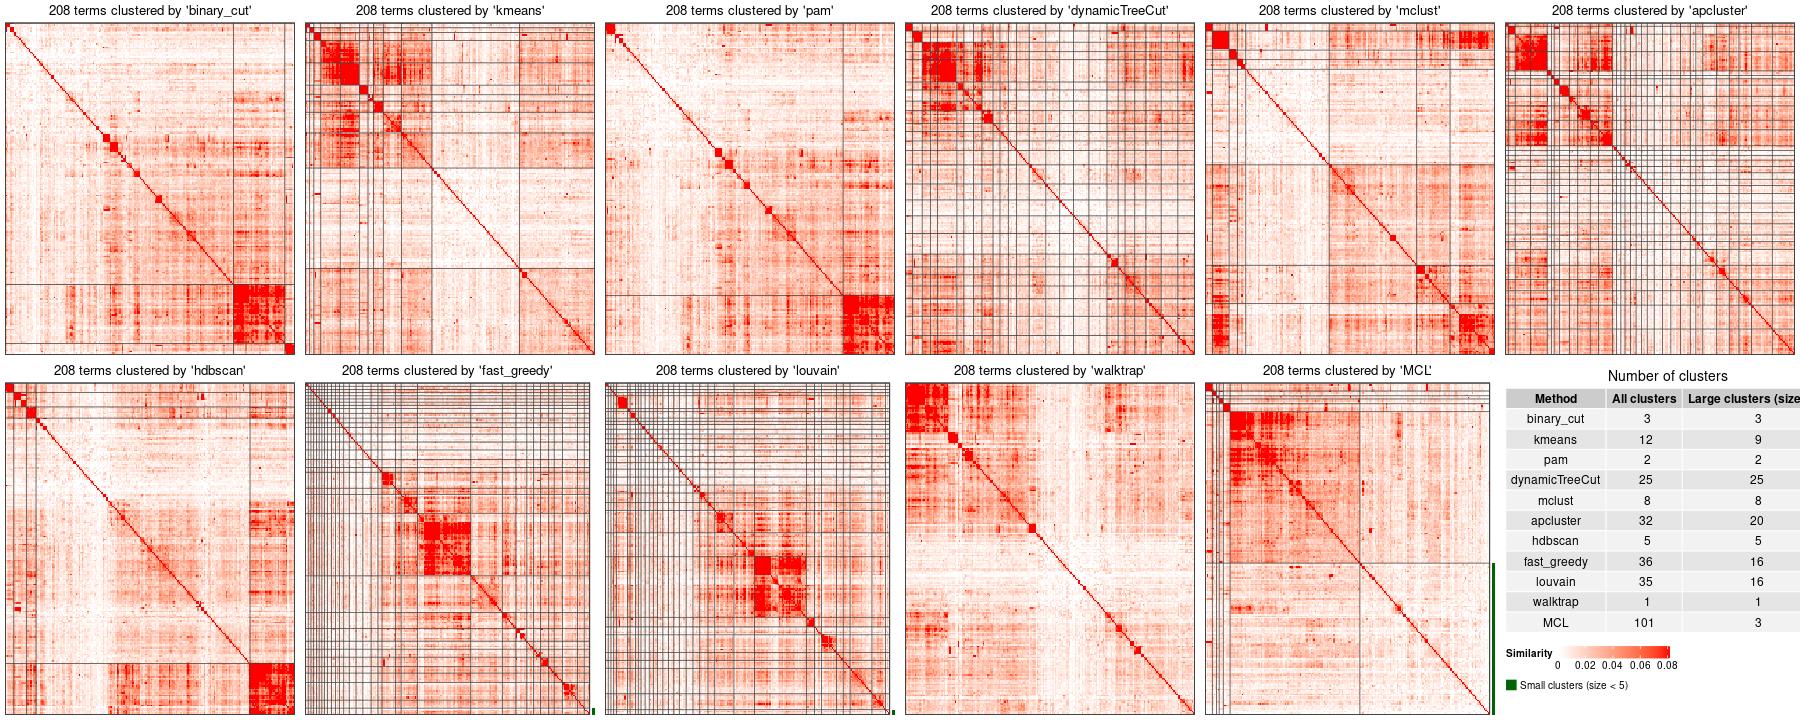 208 terms clustered by 'binary_cut'
208 terms clustered by 'kmeans'
208 terms clustered by 'pam'
208 terms clustered by 'dynamicTreeCut'
208 terms clustered by 'mclust'
208 terms clustered by 'apcluster'
208 terms clustered by 'hdbscan'
208 terms clustered by 'fast_greedy'
208 terms clustered by 'louvain'
208 terms clustered by 'walktrap'
208 terms clustered by 'MCL'
Number of clusters
Method All clusters Large clusters (size
binary_cut 3 3
kmeans 12 9
pam 2 2
dynamicTreeCut 25 25
mclust 8 8
apcluster 32 20
hdbscan 5 5
fast_greedy 36 16
louvain 35 16
walktrap 1 1
MCL 101 3
Similarity
0 0.02 0.04 0.06 0.08
Small clusters (size < 5)